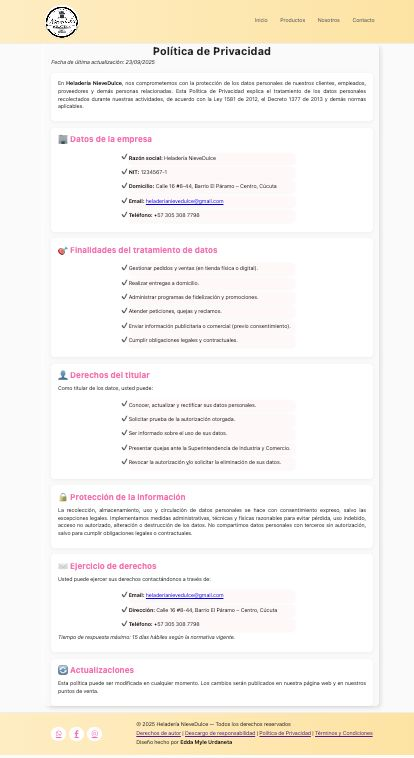 Inicio Productos Nosotros Contacto
Política de Privacidad
Fecha de última actualización: 23/09/2025
En Heladería NieveDulce, nos comprometemos con la protección de los datos personales de nuestros clientes, empleados,
proveedores y demás personas relacionadas. Esta Política de Privacidad explica el tratamiento de los datos personales
recolectados durante nuestras actividades, de acuerdo con la Ley 1581 de 2012, el Decreto 1377 de 2013 y demás normas
aplicables.
Datos de la empresa
✔ Razón social: Heladería NieveDulce
✔ NIT: 1234567-1
✔ Domicilio: Calle 16 #8-44, Barrio El Páramo – Centro, Cúcuta
✔ Email: heladerianievedulce@gmail.com
✔ Teléfono: +57 305 308 7798
Finalidades del tratamiento de datos
✔ Gestionar pedidos y ventas (en tienda física o digital).
✔ Realizar entregas a domicilio.
✔ Administrar programas de fidelización y promociones.
✔ Atender peticiones, quejas y reclamos.
✔ Enviar información publicitaria o comercial (previo consentimiento).
✔ Cumplir obligaciones legales y contractuales.
Derechos del titular
Como titular de los datos, usted puede:
✔ Conocer, actualizar y rectificar sus datos personales.
✔ Solicitar prueba de la autorización otorgada.
✔ Ser informado sobre el uso de sus datos.
✔ Presentar quejas ante la Superintendencia de Industria y Comercio.
✔ Revocar la autorización y/o solicitar la eliminación de sus datos.
Protección de la información
La recolección, almacenamiento, uso y circulación de datos personales se hace con consentimiento expreso, salvo las
excepciones legales. Implementamos medidas administrativas, técnicas y físicas razonables para evitar pérdida, uso indebido,
acceso no autorizado, alteración o destrucción de los datos. No compartimos datos personales con terceros sin autorización,
salvo para cumplir obligaciones legales o contractuales.
Ejercicio de derechos
Usted puede ejercer sus derechos contactándonos a través de:
✔ Email: heladerianievedulce@gmail.com
✔ Dirección: Calle 16 #8-44, Barrio El Páramo – Centro, Cúcuta
✔ Teléfono: +57 305 308 7798
Tiempo de respuesta máximo: 15 días hábiles según la normativa vigente.
Actualizaciones
Esta política puede ser modificada en cualquier momento. Los cambios serán publicados en nuestra página web y en nuestros
puntos de venta.
© 2025 Heladería NieveDulce — Todos los derechos reservados
Derechos de autor | Descargo de responsabilidad | Política de Privacidad | Términos y Condiciones
Diseño hecho por Edda Myle Urdaneta